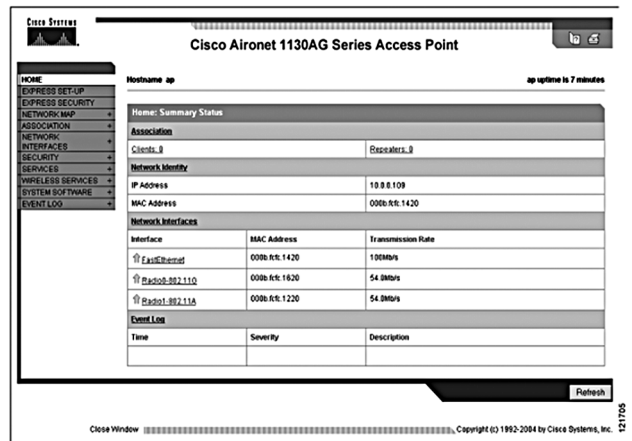 CISCO SYSTEMS
Cisco Aironet 1130AG Series Access Point
HOME
EXPRESS SET-UP
EXPRESS SECURITY
NETWORK MAP +
ASSOCIATION +
NETWORK
INTERFACES +
SECURITY +
SERVICES +
WIRELESS SERVICES +
SYSTEM SOFTWARE +
EVENT LOG +
Hostname ap
ap uptime is 7 minutes
Home: Summary Status
Association
Clients: 0 Repeaters: 0
Network Identity
IP Address 10.0.0.109
MAC Address 000b.fcfc.1420
Network Interfaces
Interface MAC Address Transmission Rate
FastEthernet 000b.fcfc.1420 100Mb/s
Radio0-802.11G 000b.fcfc.1620 54.0Mb/s
Radio1-802.11A 000b.fcfc.1220 54.0Mb/s
Event Log
Time Severity Description
Refresh
Close Window Copyright (c) 1992-2004 by Cisco Systems, Inc.
121705